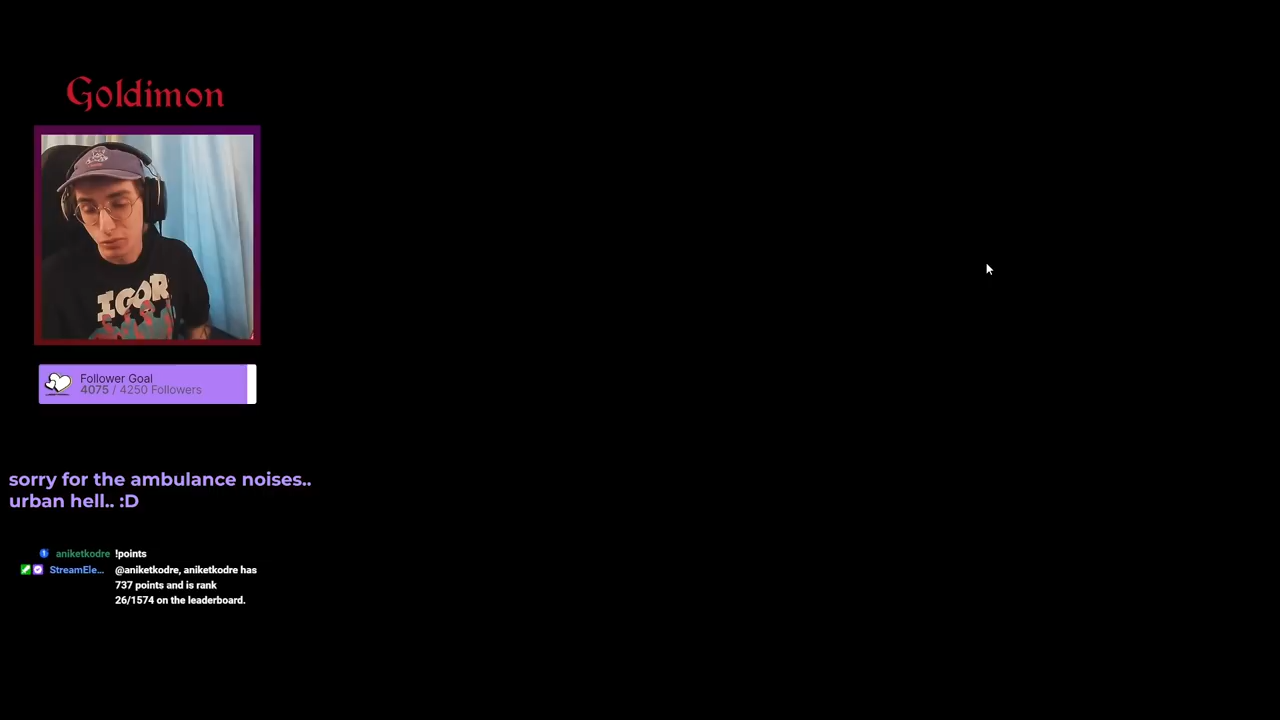 Goldimon
IGOR
Follower Goal
4075 / 4250 Followers
sorry for the ambulance noises..
urban hell.. :D
aniketkodre !points
StreamEle... @aniketkodre, aniketkodre has
737 points and is rank
26/1574 on the leaderboard.